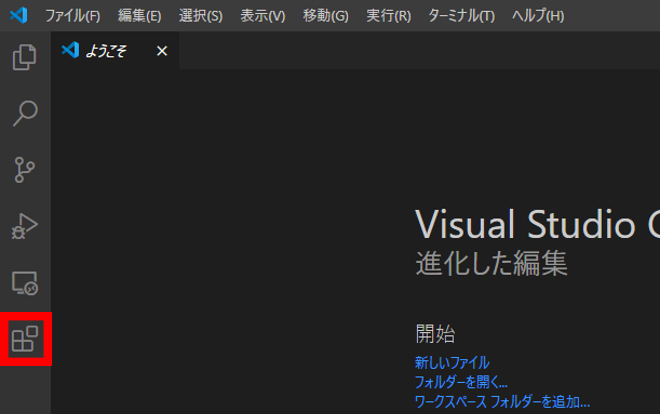 ファイル(F) 編集(E) 選択(S) 表示(V) 移動(G) 実行(R) ターミナル(T) ヘルプ(H)
ようこそ
Visual Studio
進化した編集
開始
新しいファイル
フォルダーを開く...
ワークスペース フォルダーを追加...